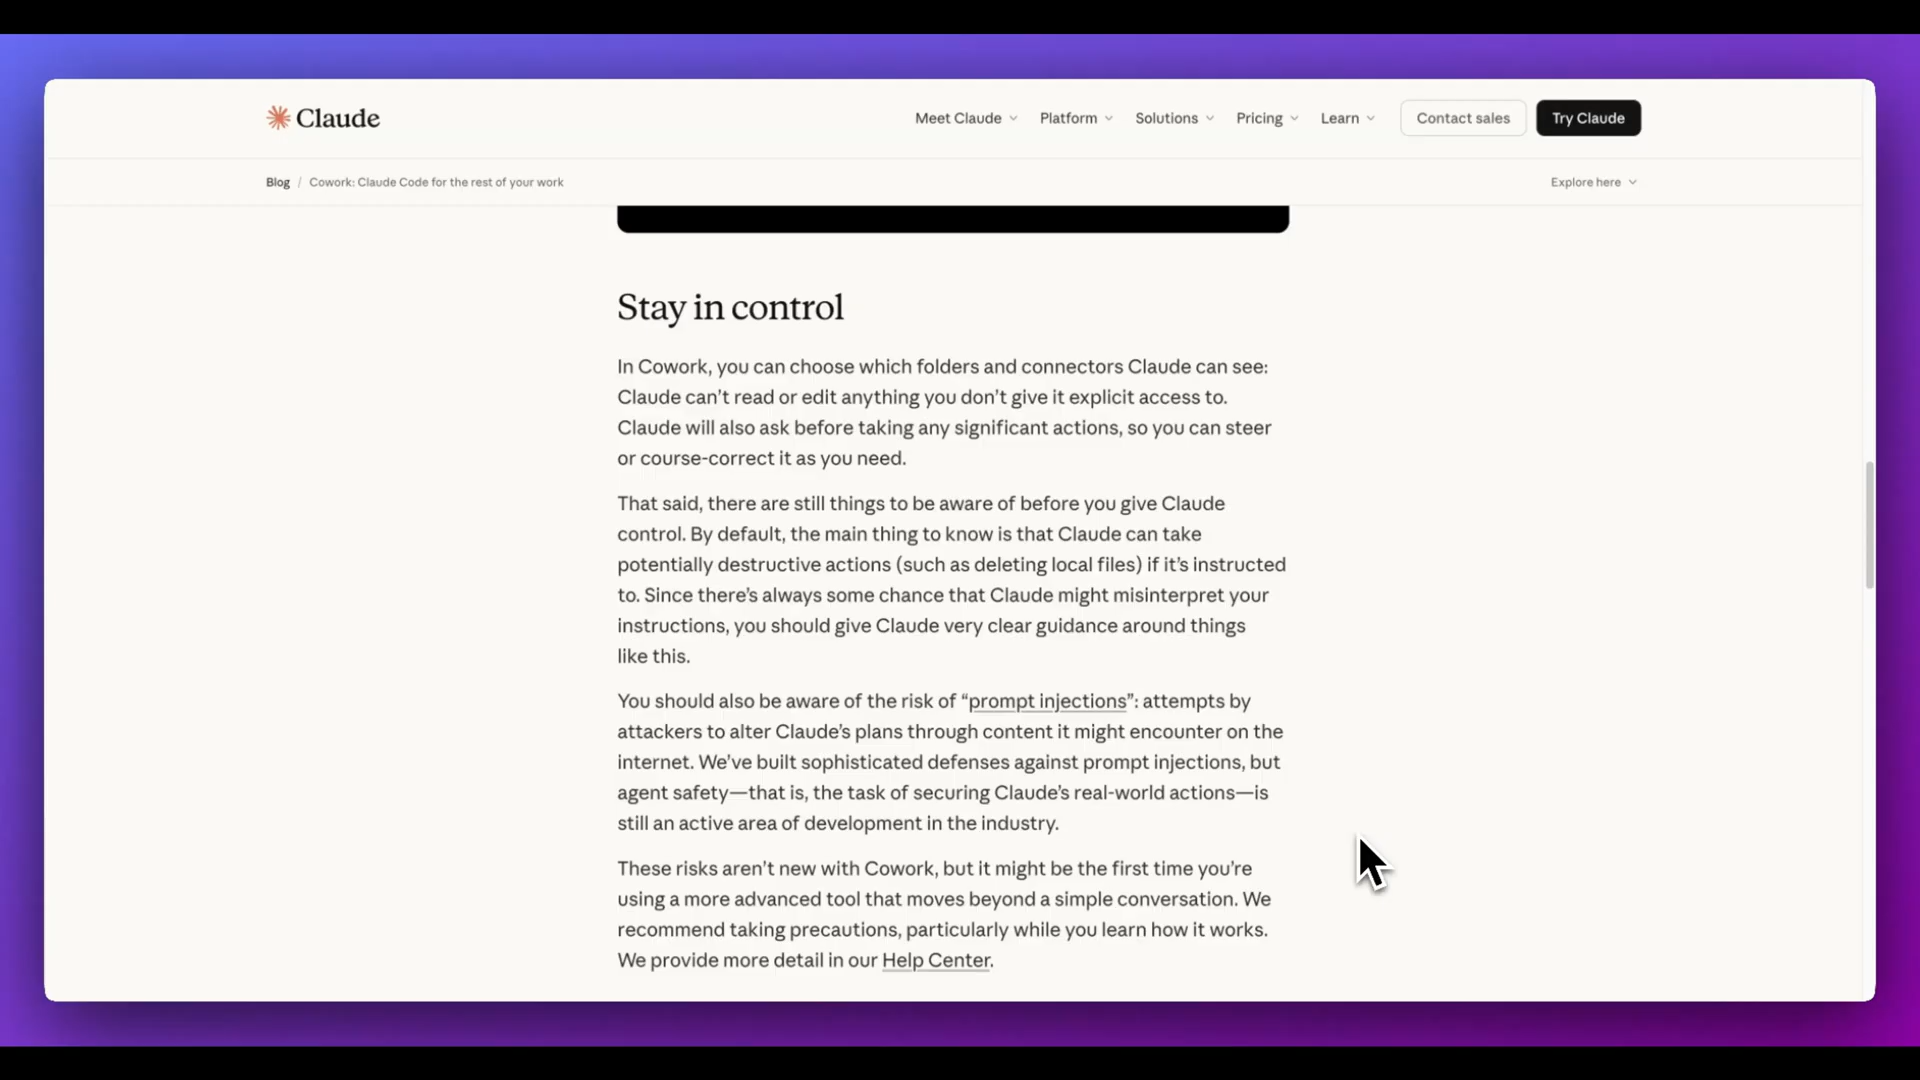 Claude
Meet Claude
Platform
Solutions
Pricing
Learn
Contact sales
Try Claude
Blog / Cowork: Claude Code for the rest of your work
Explore here
Stay in control
In Cowork, you can choose which folders and connectors Claude can see:
Claude can’t read or edit anything you don’t give it explicit access to.
Claude will also ask before taking any significant actions, so you can steer
or course-correct it as you need.
That said, there are still things to be aware of before you give Claude
control. By default, the main thing to know is that Claude can take
potentially destructive actions (such as deleting local files) if it’s instructed
to. Since there’s always some chance that Claude might misinterpret your
instructions, you should give Claude very clear guidance around things
like this.
You should also be aware of the risk of “prompt injections”: attempts by
attackers to alter Claude’s plans through content it might encounter on the
internet. We’ve built sophisticated defenses against prompt injections, but
agent safety—that is, the task of securing Claude’s real-world actions—is
still an active area of development in the industry.
These risks aren’t new with Cowork, but it might be the first time you’re
using a more advanced tool that moves beyond a simple conversation. We
recommend taking precautions, particularly while you learn how it works.
We provide more detail in our Help Center.